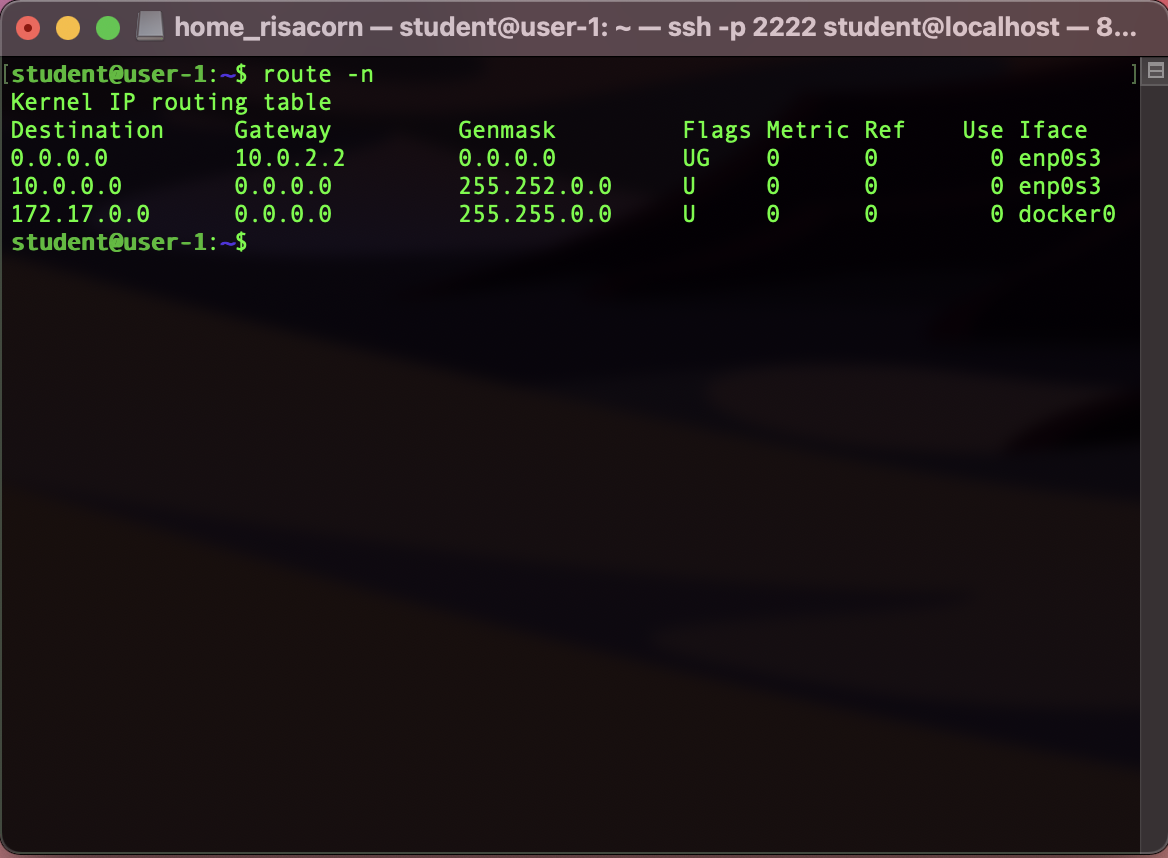 home_risacorn — student@user-1: ~ — ssh -p 2222 student@localhost — 8...
[student@user-1:~$ route -n ]
Kernel IP routing table
Destination     Gateway         Genmask         Flags Metric Ref    Use Iface
0.0.0.0         10.0.2.2        0.0.0.0         UG    0      0        0 enp0s3
10.0.0.0        0.0.0.0         255.252.0.0     U     0      0        0 enp0s3
172.17.0.0      0.0.0.0         255.255.0.0     U     0      0        0 docker0
student@user-1:~$